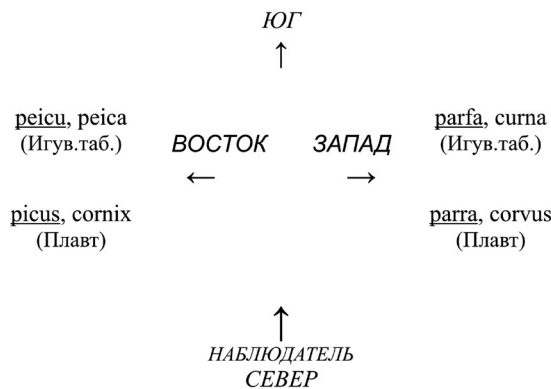 ЮГ
↑
peicu, peica
(Игув.таб.)
parfa, curna
(Игув.таб.)
ВОСТОК ЗАПАД
← →
picus, cornix
(Плавт)
parra, corvus
(Плавт)
↑
НАБЛЮДАТЕЛЬ
СЕВЕР